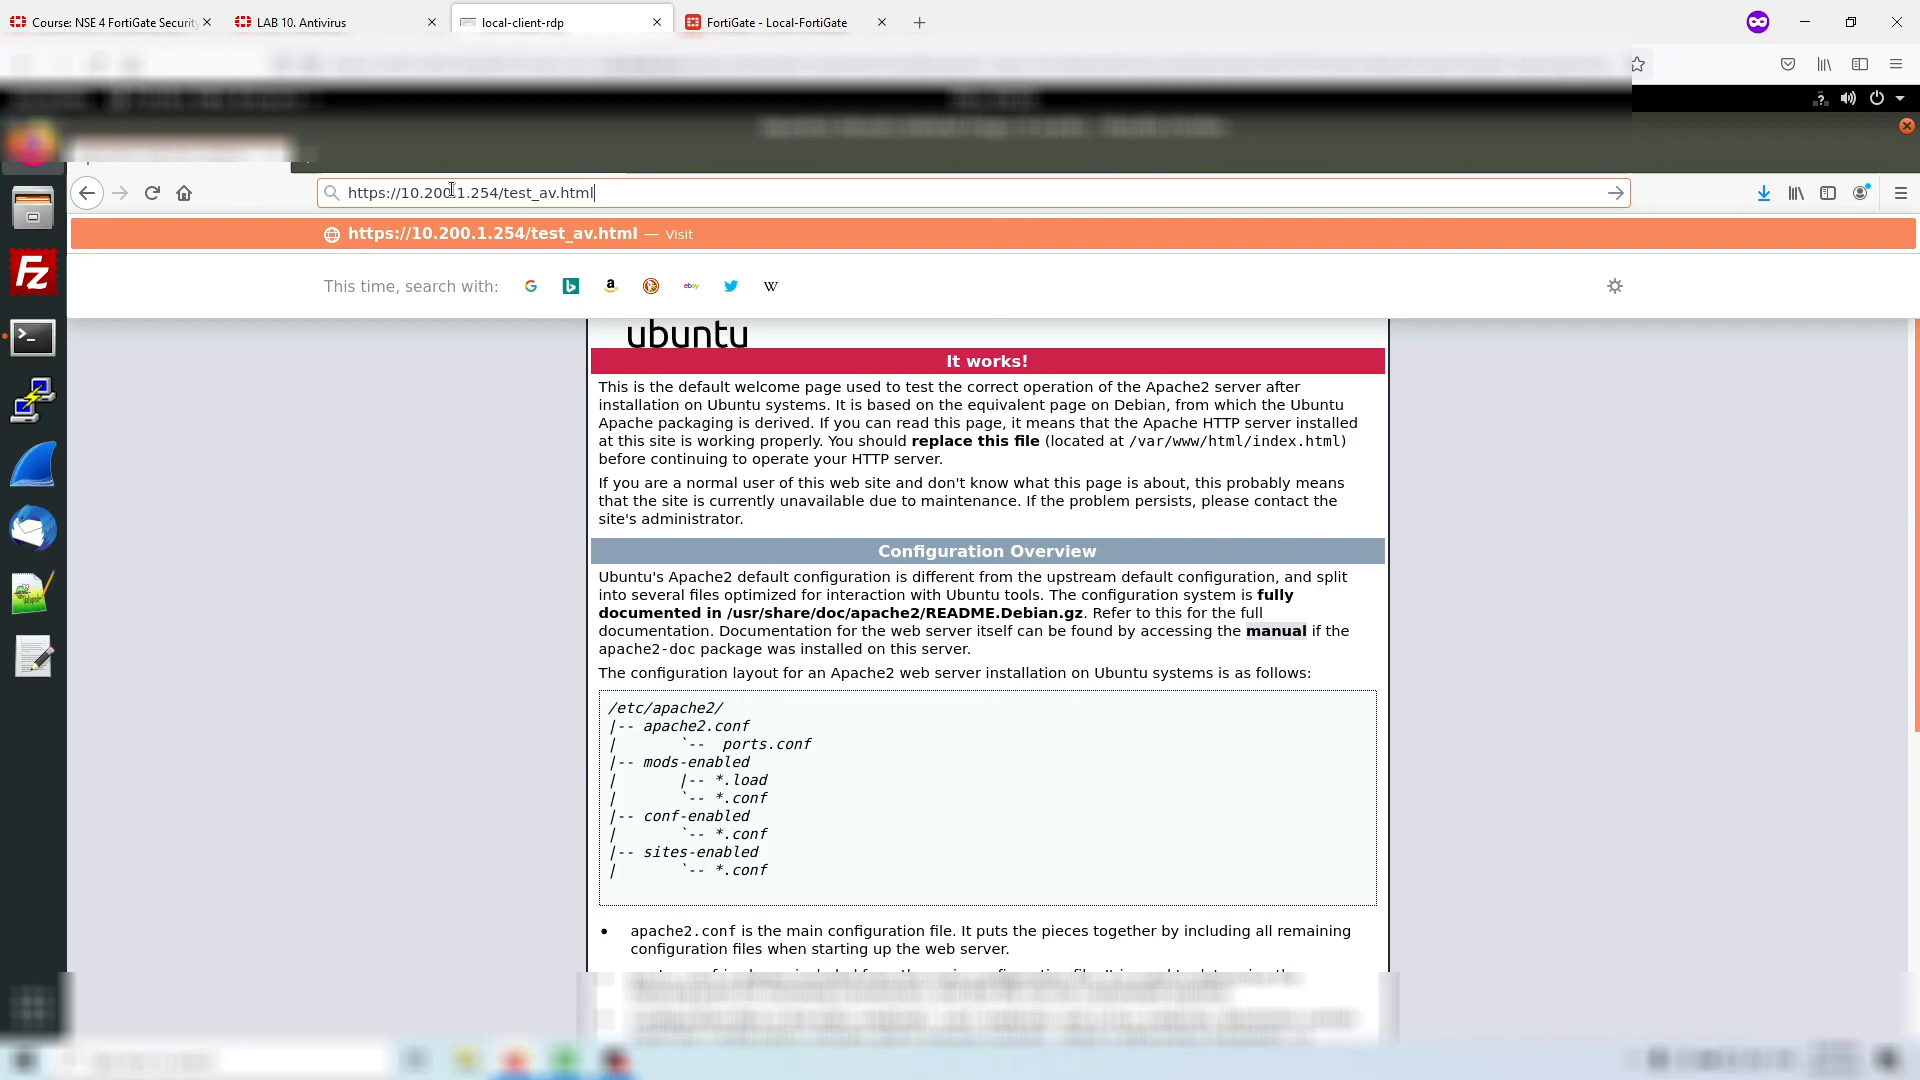 Course: NSE 4 FortiGate Security
LAB 10. Antivirus
local-client-rdp
FortiGate - Local-FortiGate
https://10.200.1.254/test_av.html
https://10.200.1.254/test_av.html — Visit
This time, search with:
ebay
ubuntu
It works!
This is the default welcome page used to test the correct operation of the Apache2 server after
installation on Ubuntu systems. It is based on the equivalent page on Debian, from which the Ubuntu
Apache packaging is derived. If you can read this page, it means that the Apache HTTP server installed
at this site is working properly. You should replace this file (located at /var/www/html/index.html)
before continuing to operate your HTTP server.
If you are a normal user of this web site and don't know what this page is about, this probably means
that the site is currently unavailable due to maintenance. If the problem persists, please contact the
site's administrator.
Configuration Overview
Ubuntu's Apache2 default configuration is different from the upstream default configuration, and split
into several files optimized for interaction with Ubuntu tools. The configuration system is fully
documented in /usr/share/doc/apache2/README.Debian.gz. Refer to this for the full
documentation. Documentation for the web server itself can be found by accessing the manual if the
apache2-doc package was installed on this server.
The configuration layout for an Apache2 web server installation on Ubuntu systems is as follows:
/etc/apache2/
|-- apache2.conf
|       `--  ports.conf
|-- mods-enabled
|       |-- *.load
|       `-- *.conf
|-- conf-enabled
|       `-- *.conf
|-- sites-enabled
|       `-- *.conf
• apache2.conf is the main configuration file. It puts the pieces together by including all remaining
configuration files when starting up the web server.